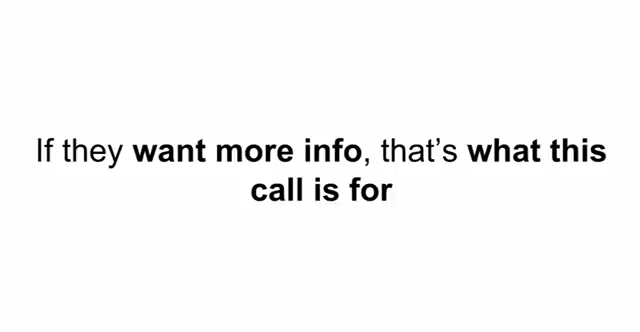 If they want more info, that’s what this
call is for